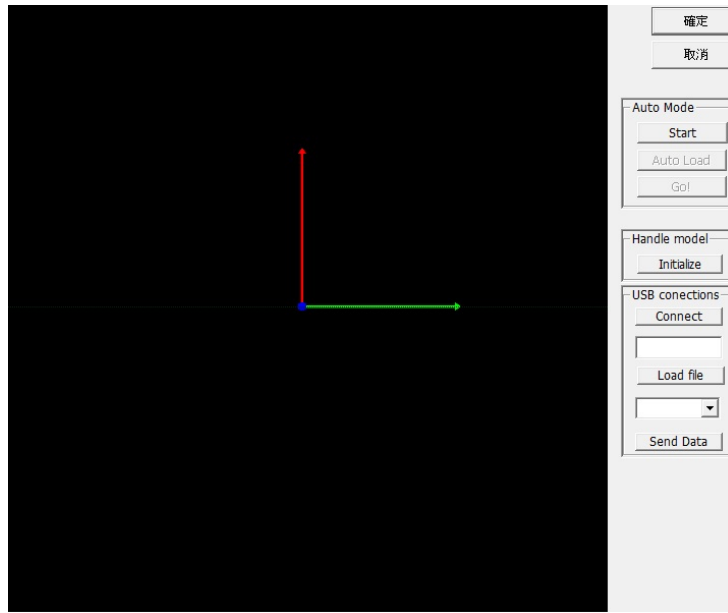 確定
取消
Auto Mode
Start
Auto Load
Go!
Handle model
Initialize
USB conections
Connect
Load file
Send Data